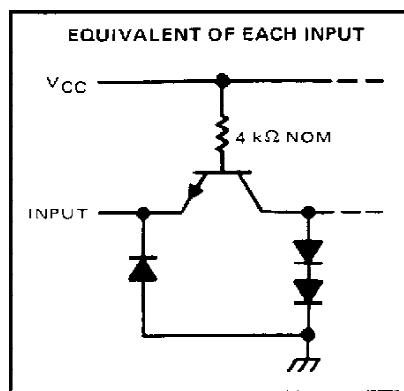 EQUIVALENT OF EACH INPUT
VCC
4 kΩ NOM
INPUT